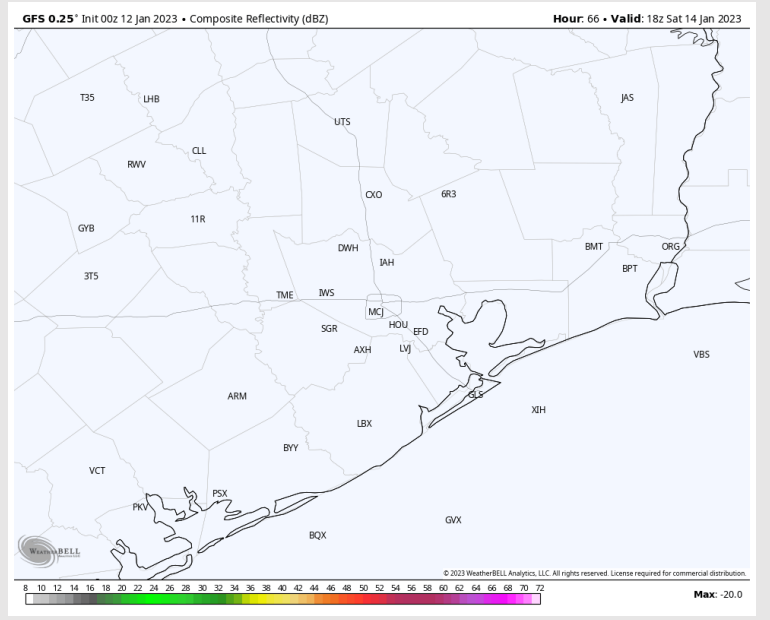 GFS 0.25° Init 00z 12 Jan 2023 • Composite Reflectivity (dBZ) Hour: 66 • Valid: 18z Sat 14 Jan 2023
T35 LHB JAS
UTS
CLL
RWV
CXO 6R3
11R
GYB
DWH BMT ORG
IAH
BPT
3T5
TME IWS
MCJ
SGR HOU EFD
AXH LVJ
VBS
ARM GLS
XIH
LBX
BYY
VCT
PSX
PKV
GVX
BQX
WeatherBELL
© 2023 WeatherBELL Analytics, LLC. All rights reserved. License required for commercial distribution.
8 10 12 14 16 18 20 22 24 26 28 30 32 34 36 38 40 42 44 46 48 50 52 54 56 58 60 62 64 66 68 70 72
Max: -20.0